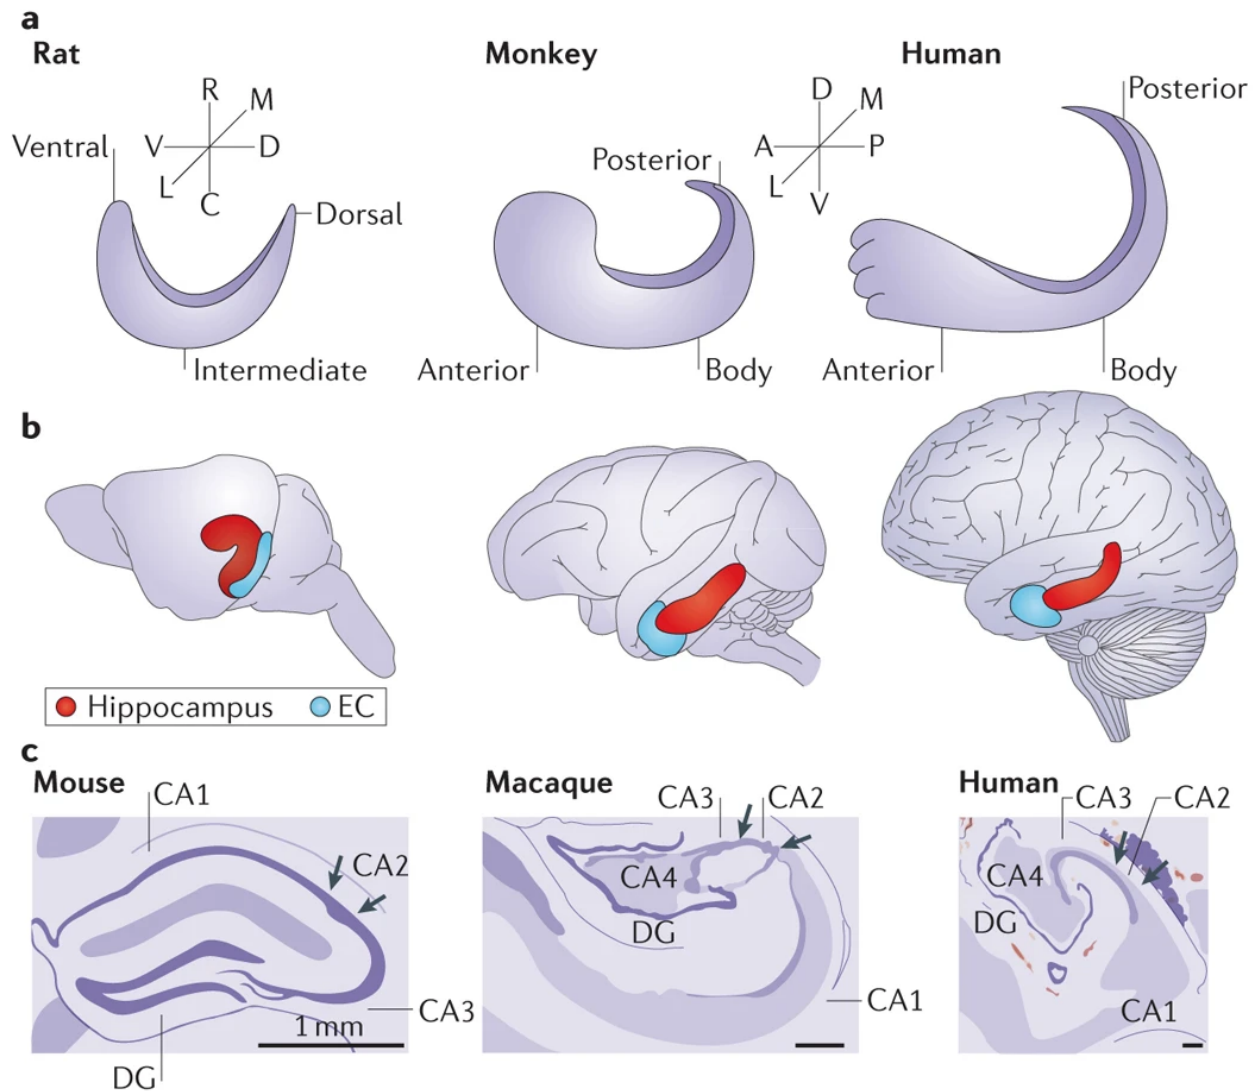 a
Rat
Monkey
Human
R
M
V
D
L
C
Ventral
Dorsal
Intermediate
D
M
A
P
L
V
Posterior
Anterior
Body
Posterior
Anterior
Body
b
Hippocampus
EC
c
Mouse
CA1
CA2
CA3
DG
1 mm
Macaque
CA3
CA2
CA4
DG
CA1
Human
CA3
CA2
CA4
DG
CA1